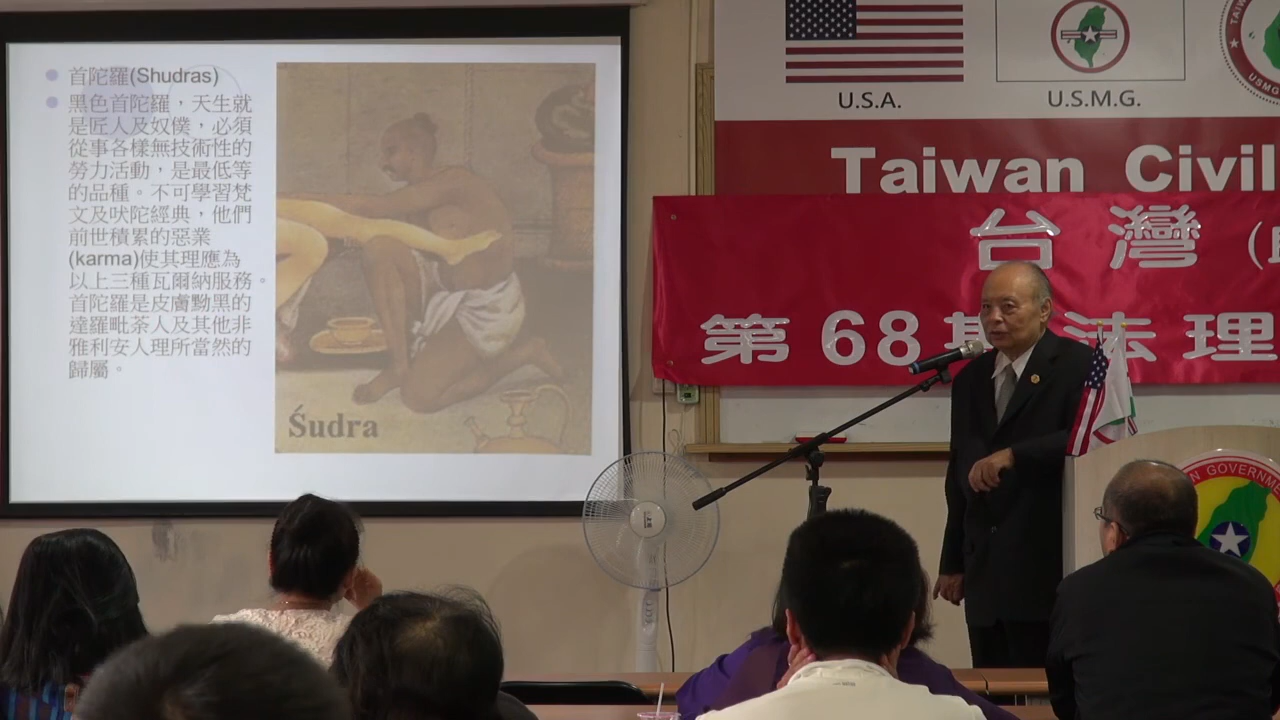 首陀羅(Shudras)
黑色首陀羅，天生就
是匠人及奴僕，必須
從事各樣無技術性的
勞力活動，是最低等
的品種。不可學習梵
文及吠陀經典，他們
前世積累的惡業
(karma)使其理應為
以上三種瓦爾納服務。
首陀羅是皮膚黝黑的
達羅毗荼人及其他非
雅利安人理所當然的
歸屬。
Śudra
U.S.A.
U.S.M.G.
Taiwan Civil
台灣
第68
法理
GOVERNME